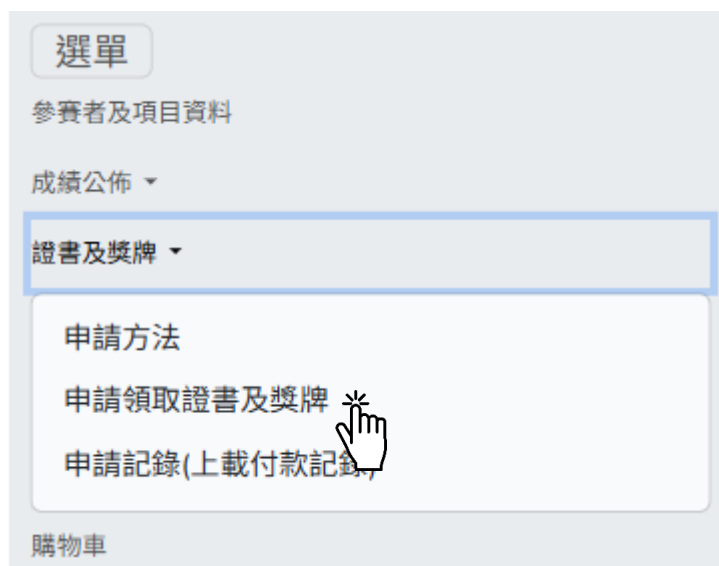 選單
參賽者及項目資料
成績公佈
證書及獎牌
申請方法
申請領取證書及獎牌
申請記錄(上載付款記錄)
購物車